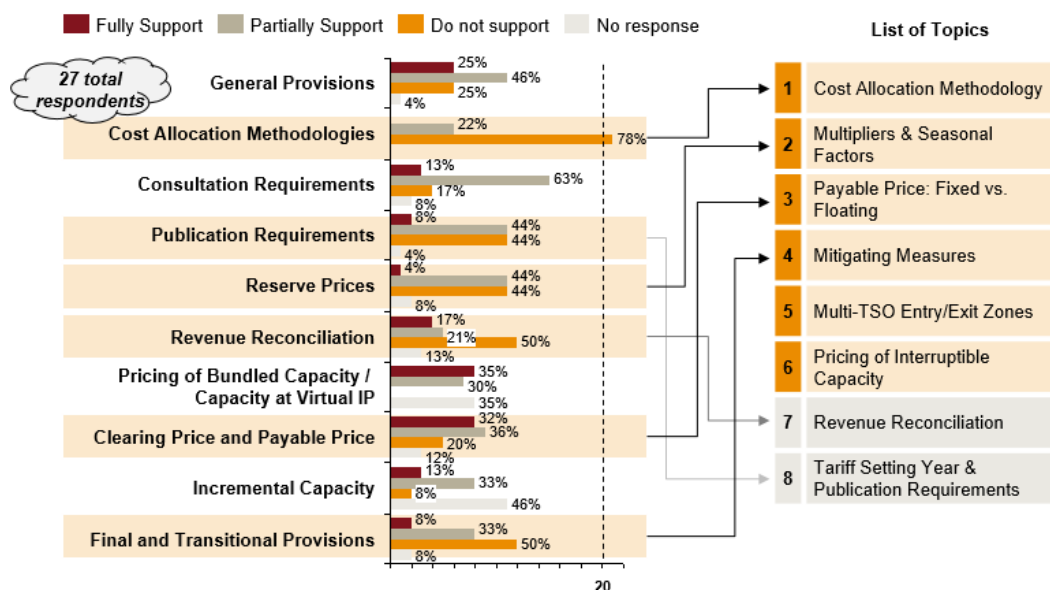 Fully Support
Partially Support
Do not support
No response
List of Topics
27 total
respondents
General Provisions
25%
46%
25%
4%
Cost Allocation Methodologies
22%
78%
Consultation Requirements
13%
63%
17%
8%
Publication Requirements
8%
44%
44%
4%
Reserve Prices
4%
44%
44%
8%
Revenue Reconciliation
17%
21%
50%
13%
Pricing of Bundled Capacity /
Capacity at Virtual IP
35%
30%
35%
Clearing Price and Payable Price
32%
36%
20%
12%
Incremental Capacity
13%
33%
8%
46%
Final and Transitional Provisions
8%
33%
50%
8%
20
1 Cost Allocation Methodology
2 Multipliers & Seasonal
Factors
3 Payable Price: Fixed vs.
Floating
4 Mitigating Measures
5 Multi-TSO Entry/Exit Zones
6 Pricing of Interruptible
Capacity
7 Revenue Reconciliation
8 Tariff Setting Year &
Publication Requirements